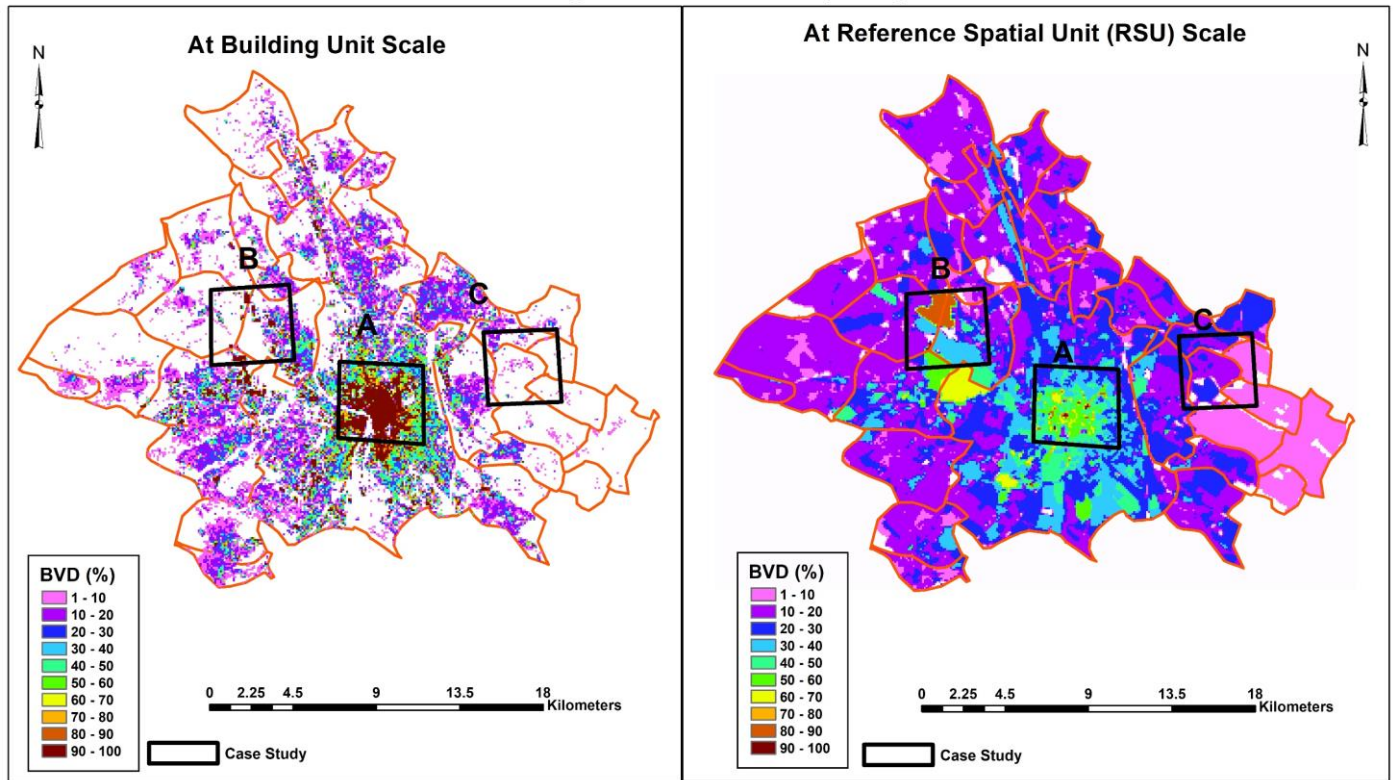 At Building Unit Scale
N
B
C
A
BVD (%)
1 - 10
10 - 20
20 - 30
30 - 40
40 - 50
50 - 60
60 - 70
70 - 80
80 - 90
90 - 100
0 2.25 4.5 9 13.5 18
Kilometers
Case Study
At Reference Spatial Unit (RSU) Scale
N
B
C
A
BVD (%)
1 - 10
10 - 20
20 - 30
30 - 40
40 - 50
50 - 60
60 - 70
70 - 80
80 - 90
90 - 100
0 2.25 4.5 9 13.5 18
Kilometers
Case Study